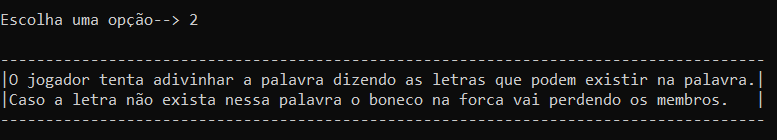 Escolha uma opção--> 2
-------------------------------------------------------------------------------------
|O jogador tenta adivinhar a palavra dizendo as letras que podem existir na palavra.|
|Caso a letra não exista nessa palavra o boneco na forca vai perdendo os membros.   |
-------------------------------------------------------------------------------------